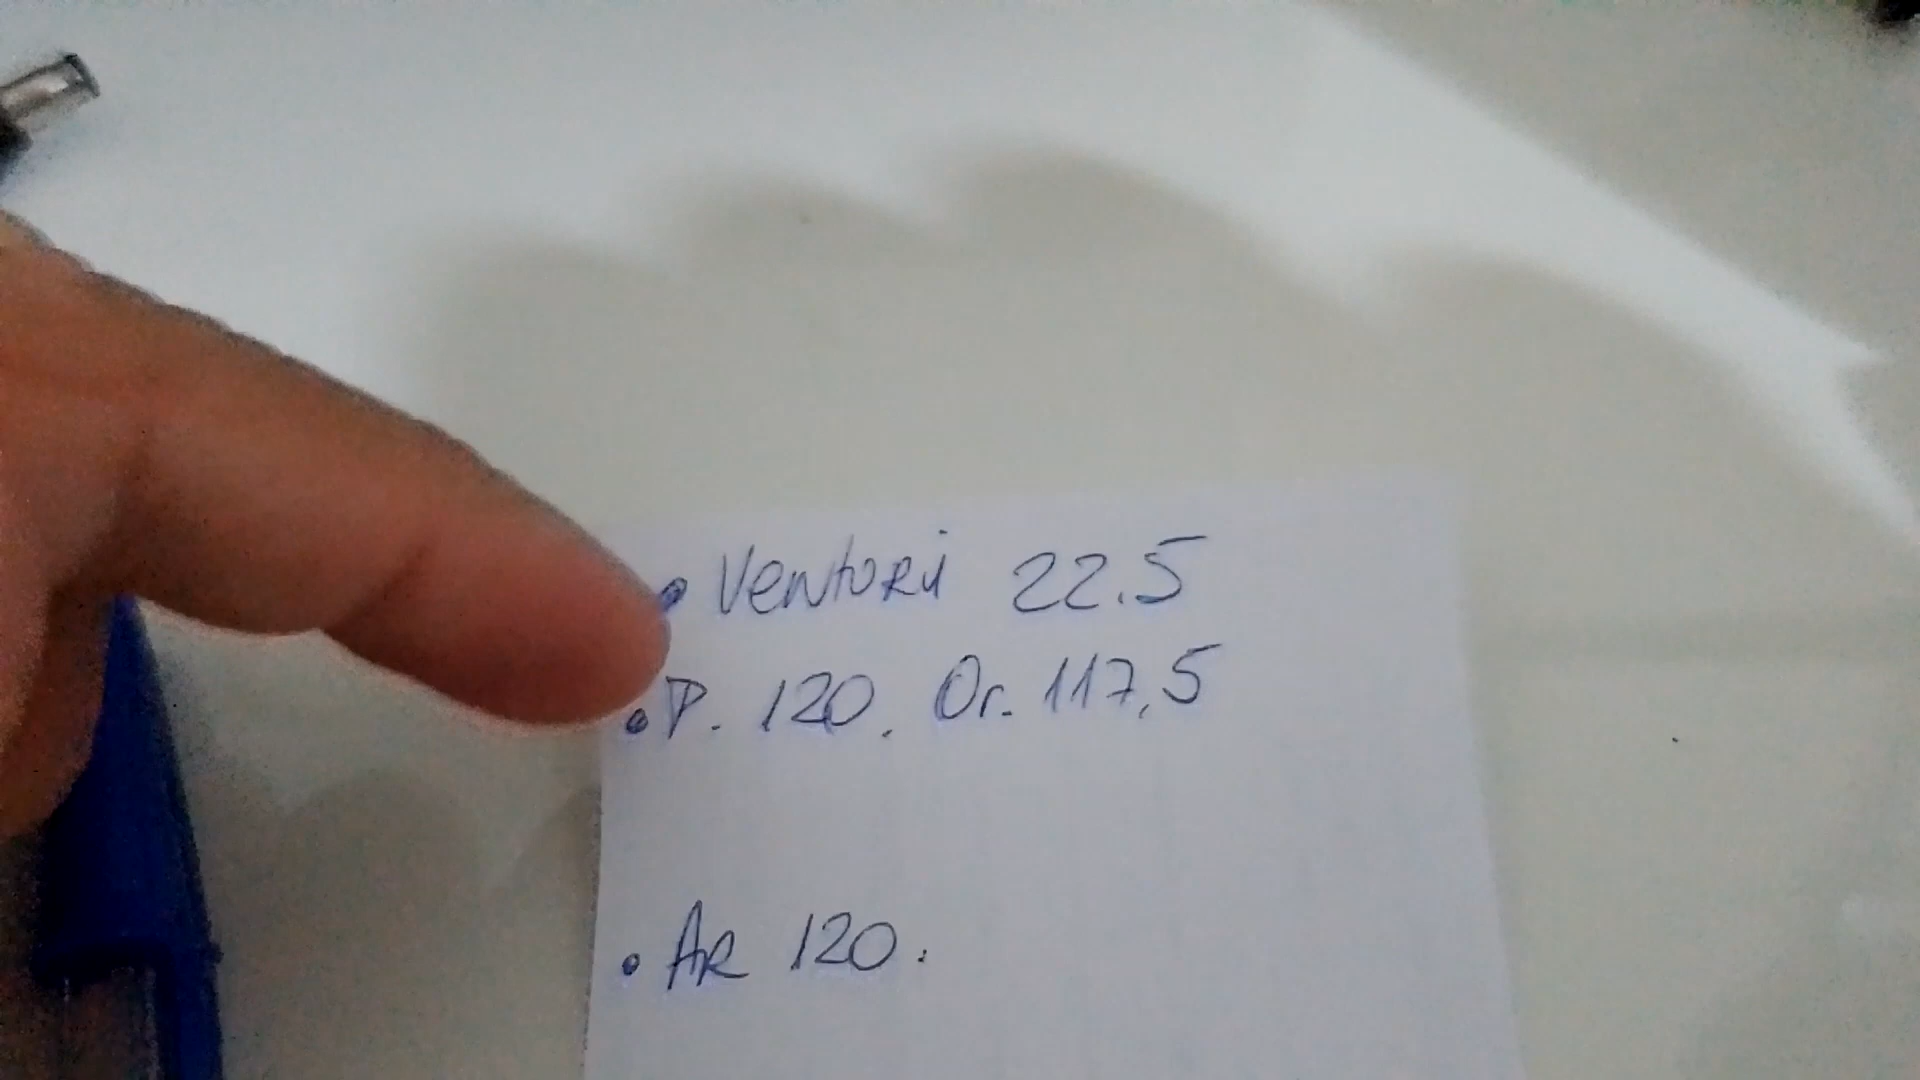 • Venturi 22.5
• P. 120. Or. 117,5
• AR 120.